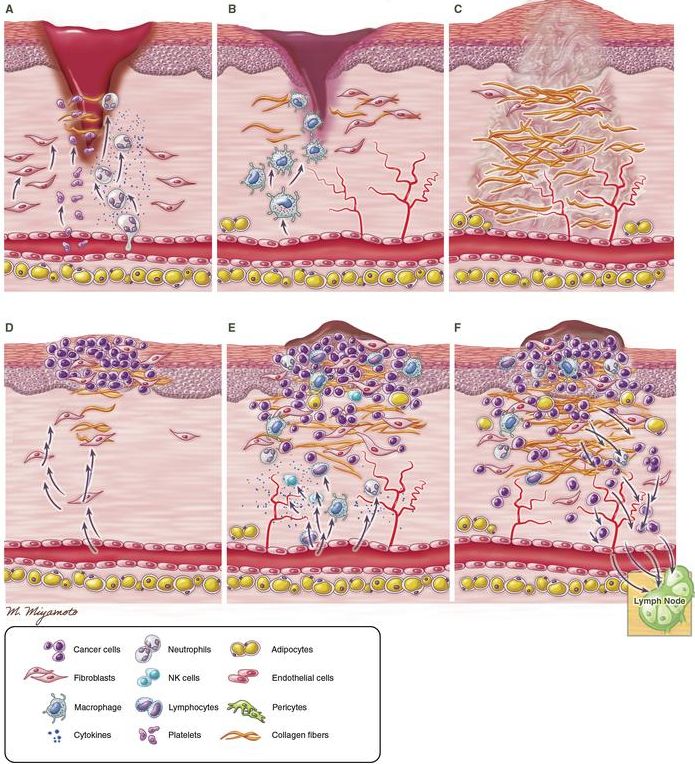 A
B
C
D
E
F
Lymph Node
M. Miyamoto
Cancer cells
Neutrophils
Adipocytes
Fibroblasts
NK cells
Endothelial cells
Macrophage
Lymphocytes
Pericytes
Cytokines
Platelets
Collagen fibers